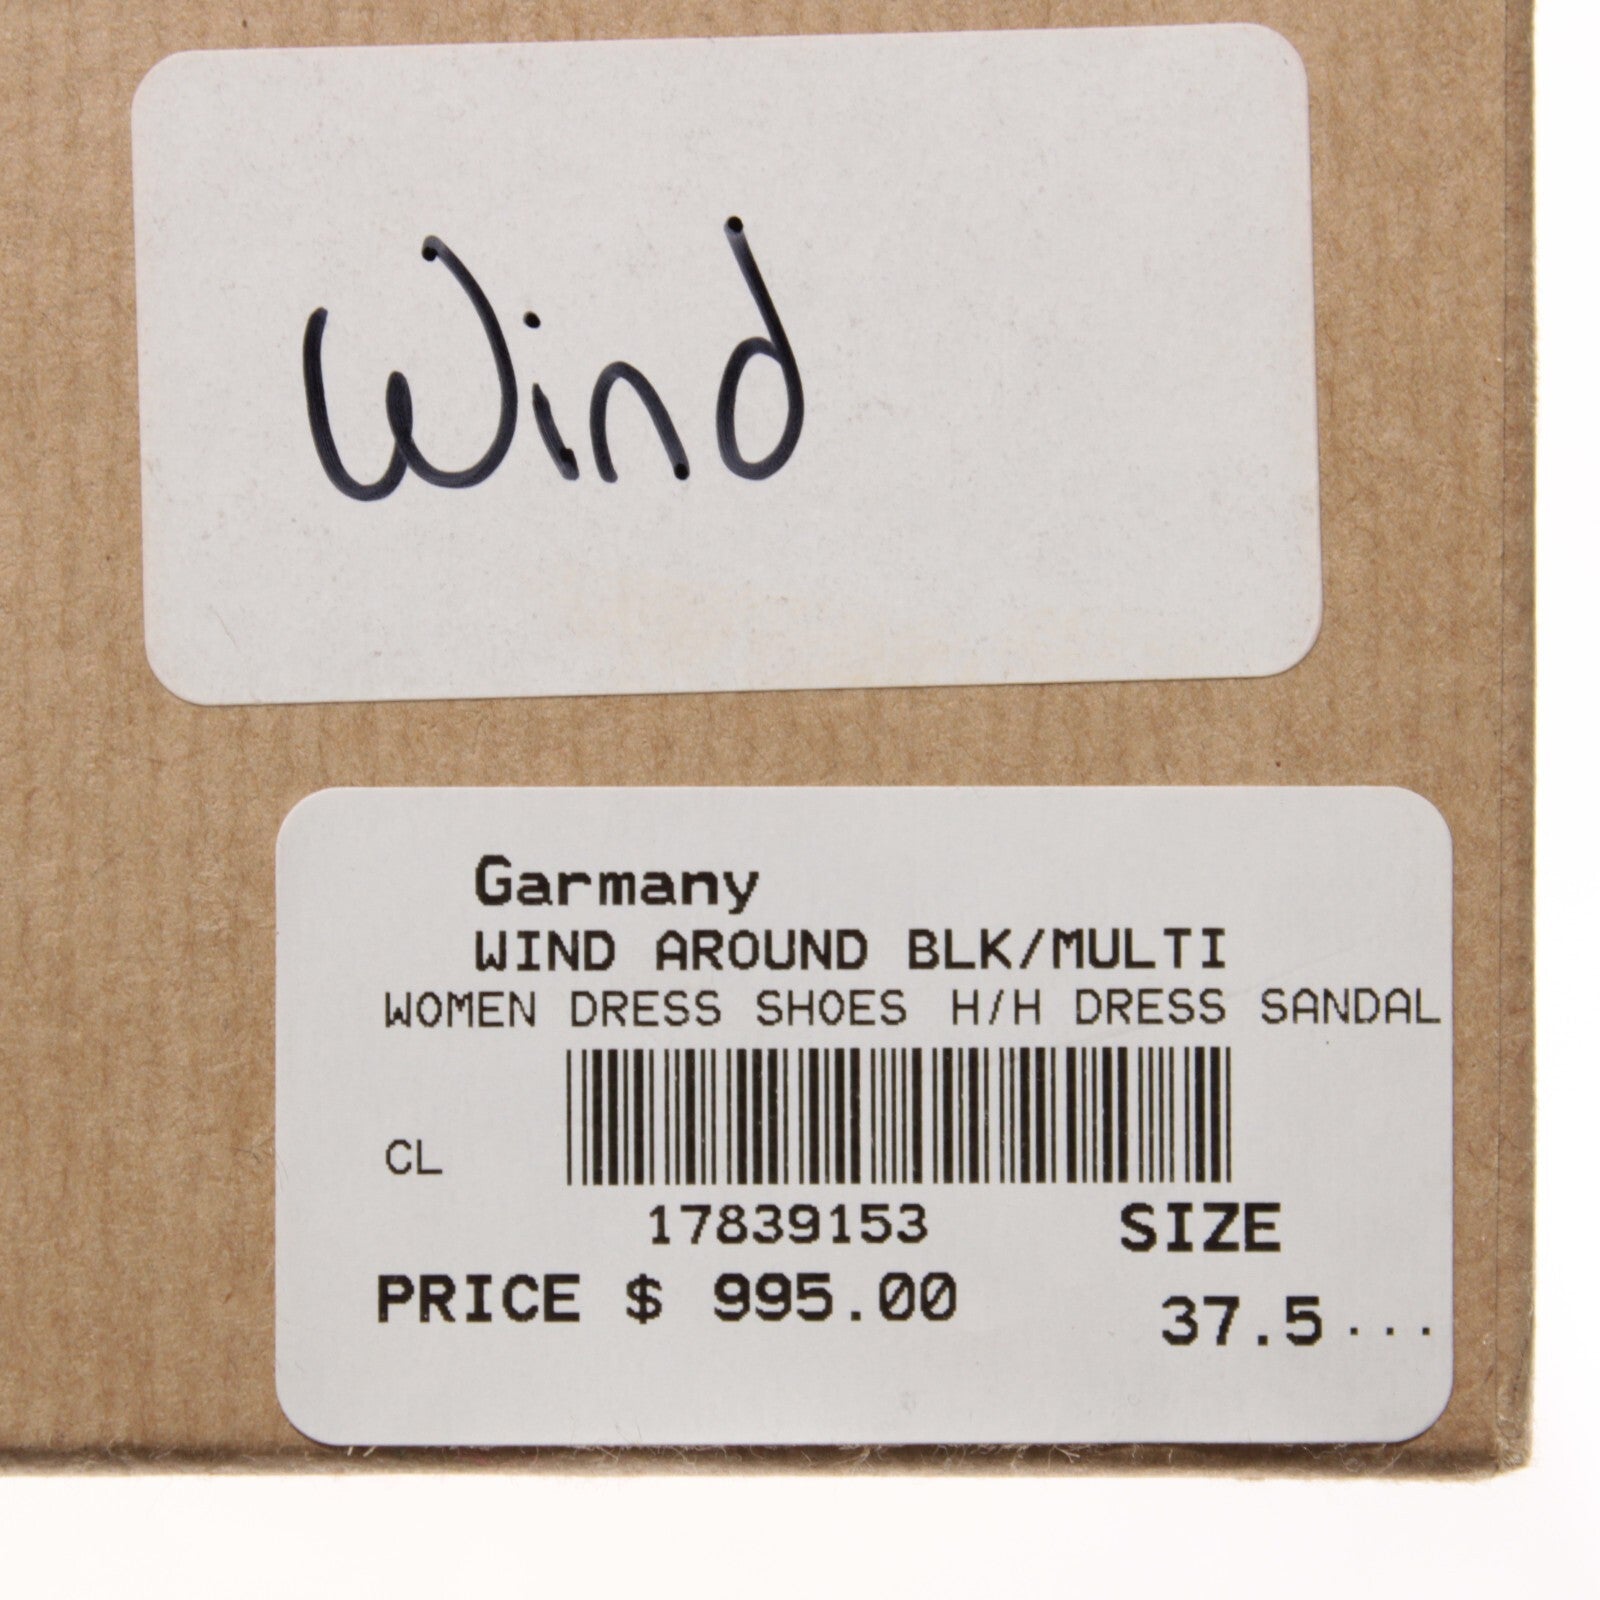 Wind
Garmany
WIND AROUND BLK/MULTI
WOMEN DRESS SHOES H/H DRESS SANDAL
CL
17839153 SIZE
PRICE $ 995.00 37.5...